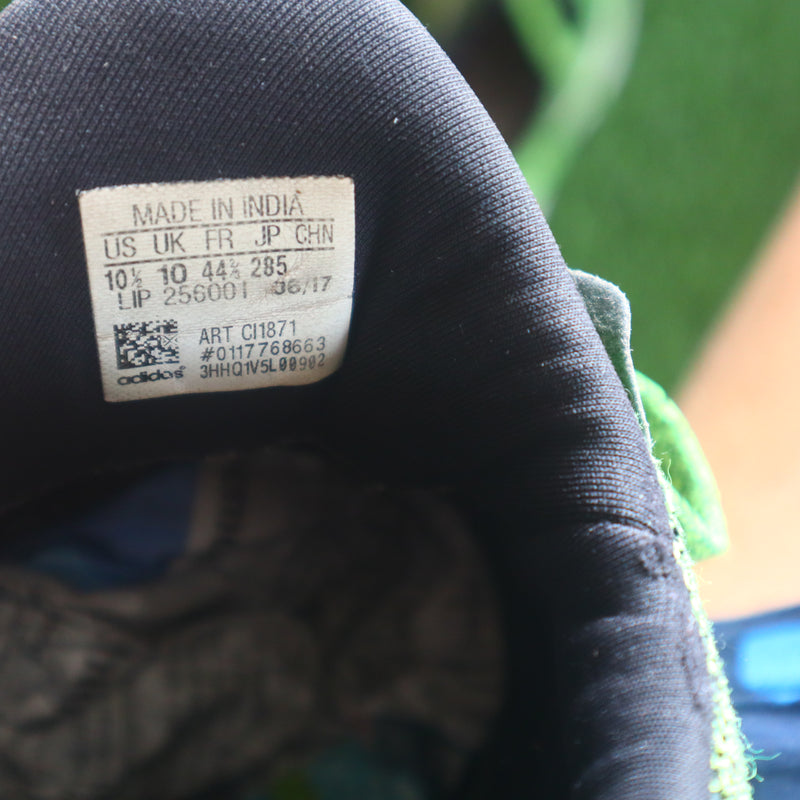 MADE IN INDIA
US UK FR JP CHN
10½ 10 44⅔ 285
LIP 256001 06/17
ART CI1871
#0117768663
3HHQ1V5L00902
adidas